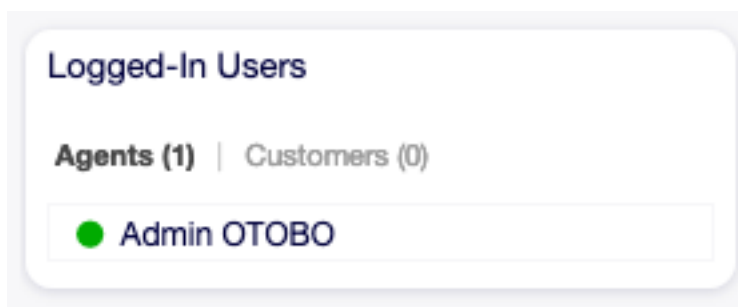 Logged-In Users
Agents (1) | Customers (0)
Admin OTOBO